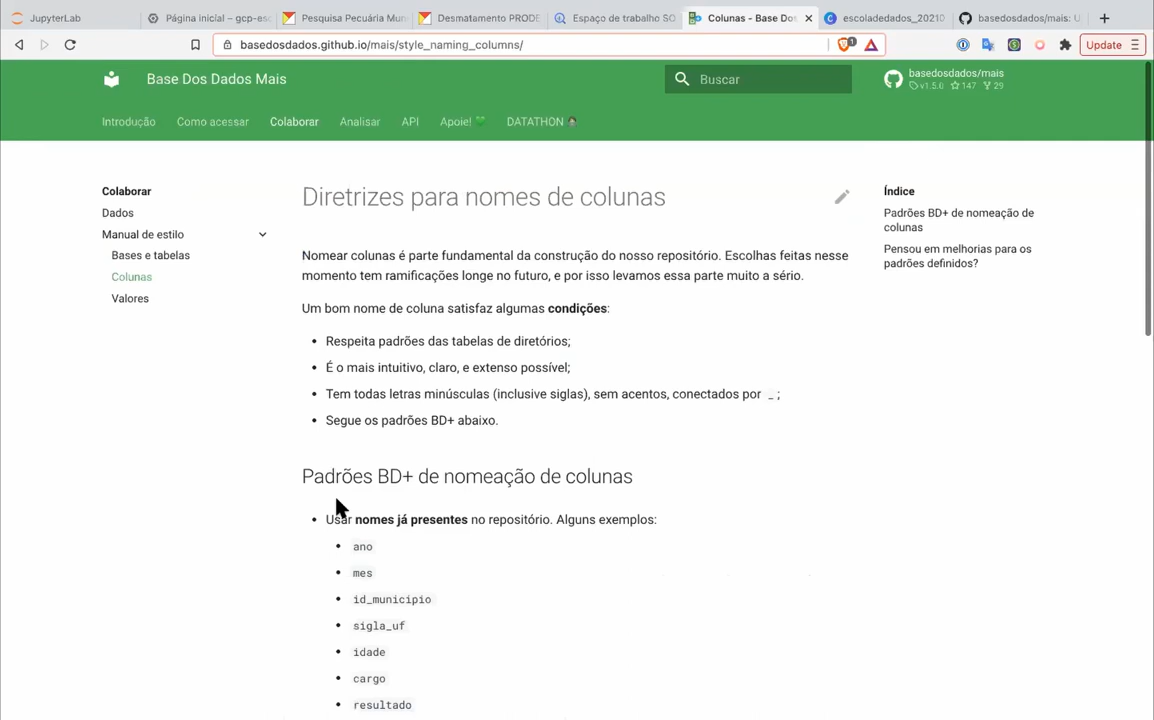 JupyterLab
Página inicial – gcp-esc
Pesquisa Pecuária Mun
Desmatamento PRODE
Espaço de trabalho SQ
Colunas - Base Dos
escoladedados_20210
basedosdados/mais: U
basedosdados.github.io/mais/style_naming_columns/
1
Update
Base Dos Dados Mais
Buscar
basedosdados/mais
v1.5.0 147 29
Introdução
Como acessar
Colaborar
Analisar
API
Apoie!
DATATHON
Colaborar
Dados
Manual de estilo
Bases e tabelas
Colunas
Valores
Diretrizes para nomes de colunas
Nomear colunas é parte fundamental da construção do nosso repositório. Escolhas feitas nesse
momento tem ramificações longe no futuro, e por isso levamos essa parte muito a sério.
Um bom nome de coluna satisfaz algumas condições:
Respeita padrões das tabelas de diretórios;
É o mais intuitivo, claro, e extenso possível;
Tem todas letras minúsculas (inclusive siglas), sem acentos, conectados por _ ;
Segue os padrões BD+ abaixo.
Padrões BD+ de nomeação de colunas
Usar nomes já presentes no repositório. Alguns exemplos:
ano
mes
id_municipio
sigla_uf
idade
cargo
resultado
Índice
Padrões BD+ de nomeação de
colunas
Pensou em melhorias para os
padrões definidos?